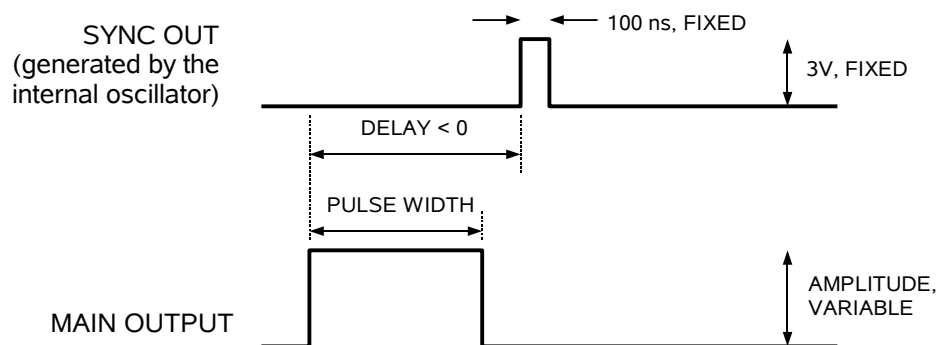 SYNC OUT
(generated by the
internal oscillator)
100 ns, FIXED
3V, FIXED
DELAY < 0
PULSE WIDTH
MAIN OUTPUT
AMPLITUDE,
VARIABLE